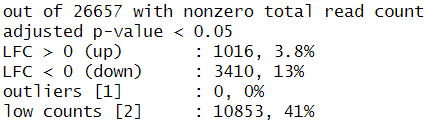 out of 26657 with nonzero total read count
adjusted p-value < 0.05
LFC > 0 (up)       : 1016, 3.8%
LFC < 0 (down)     : 3410, 13%
outliers [1]       : 0, 0%
low counts [2]     : 10853, 41%